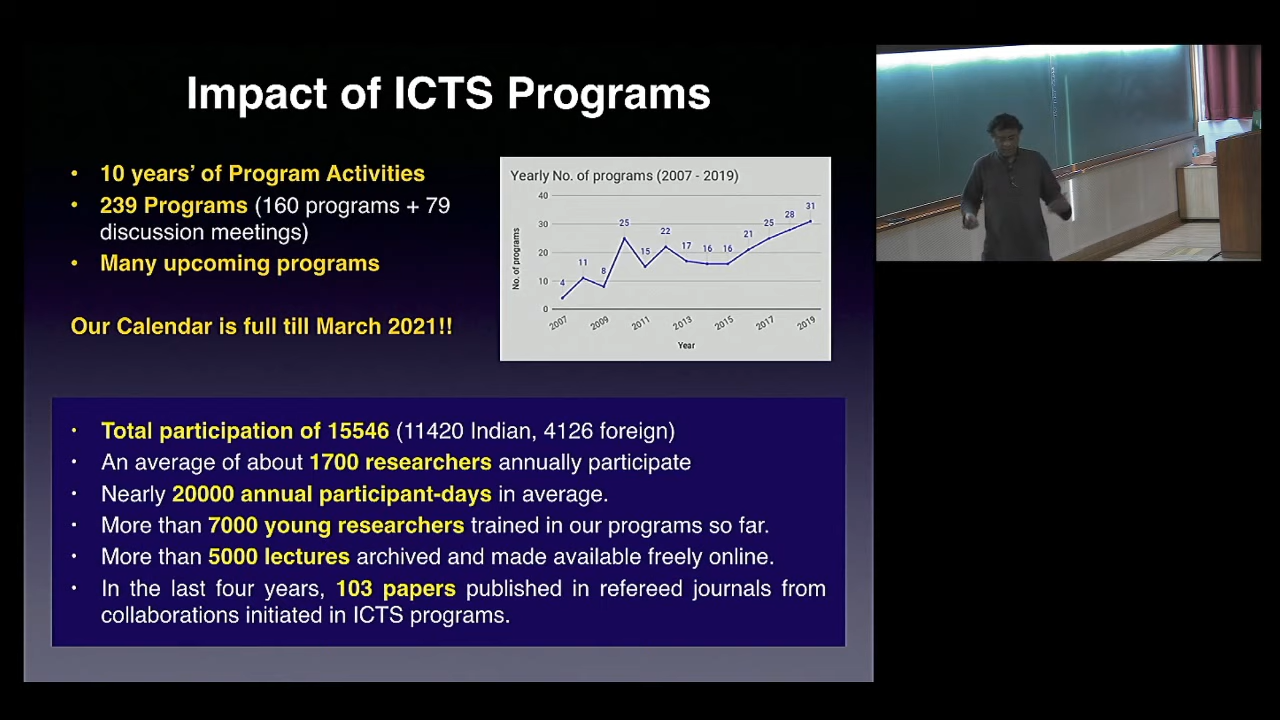 Impact of ICTS Programs
• 10 years’ of Program Activities
• 239 Programs (160 programs + 79
discussion meetings)
• Many upcoming programs
Our Calendar is full till March 2021!!
Yearly No. of programs (2007 - 2019)
No. of programs
40
30
20
10
0
4
11
8
25
15
22
17
16
16
21
25
28
31
2007
2009
2011
2013
2015
2017
2019
Year
• Total participation of 15546 (11420 Indian, 4126 foreign)
• An average of about 1700 researchers annually participate
• Nearly 20000 annual participant-days in average.
• More than 7000 young researchers trained in our programs so far.
• More than 5000 lectures archived and made available freely online.
• In the last four years, 103 papers published in refereed journals from
collaborations initiated in ICTS programs.